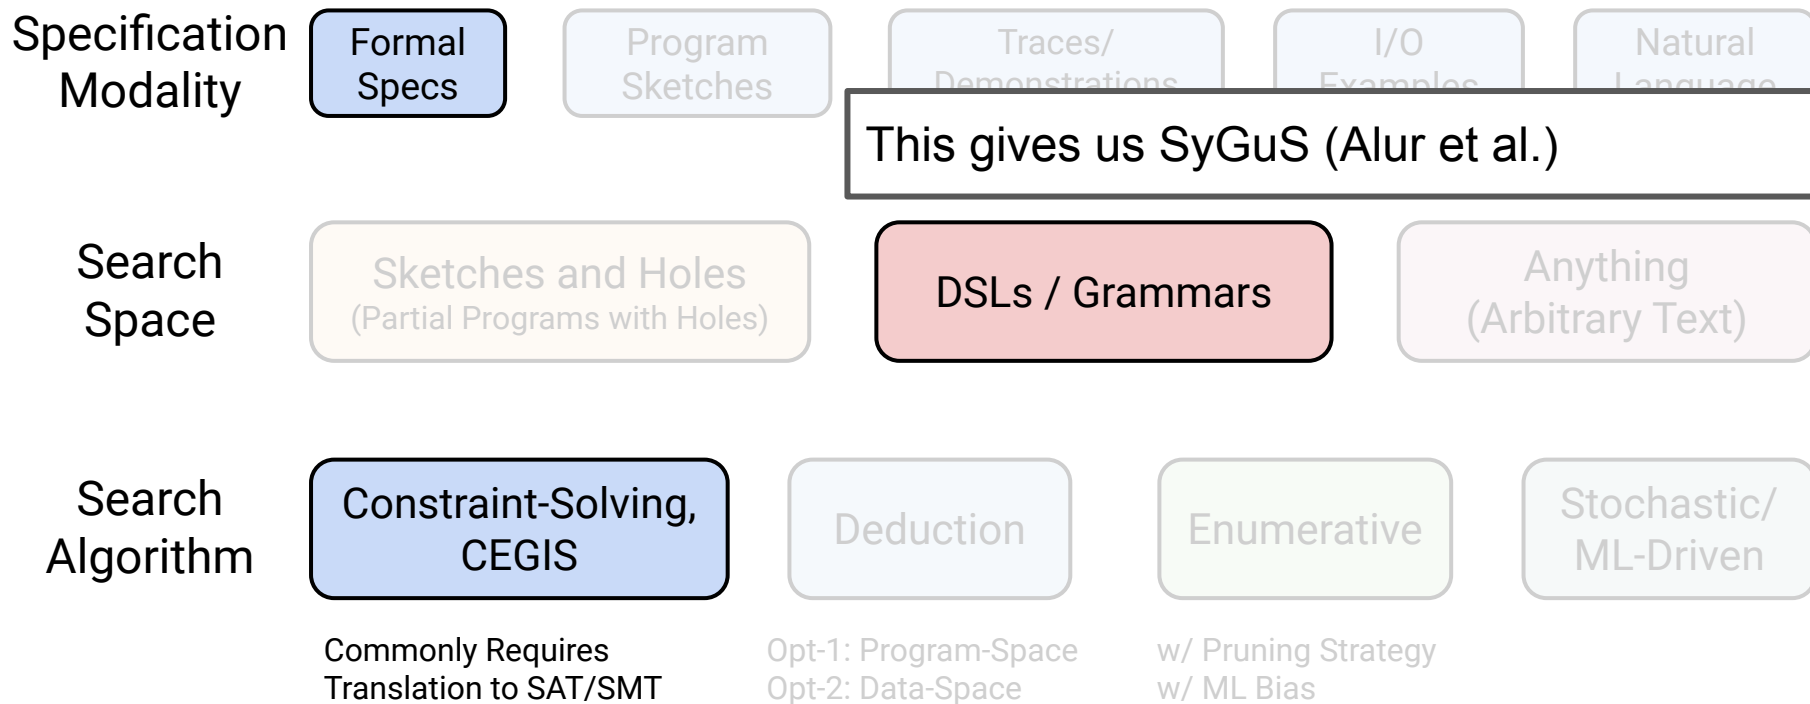 Specification
Modality
Formal
Specs
Program
Sketches
Traces/
Demonstrations
I/O
Examples
Natural
Language
This gives us SyGuS (Alur et al.)
Search
Space
Sketches and Holes
(Partial Programs with Holes)
DSLs / Grammars
Anything
(Arbitrary Text)
Search
Algorithm
Constraint-Solving,
CEGIS
Deduction
Enumerative
Stochastic/
ML-Driven
Commonly Requires
Translation to SAT/SMT
Opt-1: Program-Space
Opt-2: Data-Space
w/ Pruning Strategy
w/ ML Bias